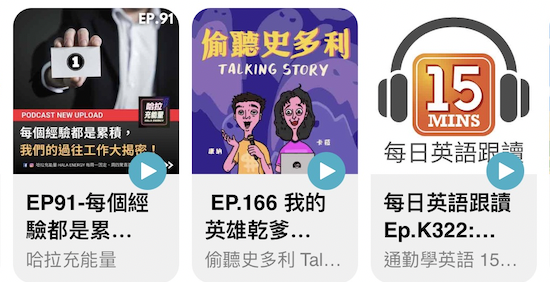 EP.91
1
PODCAST NEW UPLOAD
每個經驗都是累積，
我們的過往工作大揭密！
哈拉
充能量
EP91-每個經
驗都是累…
哈拉充能量
偷聽史多利
TALKING STORY
康納
卡菈
EP.166 我的
英雄乾爹…
偷聽史多利 Tal…
15
MINS
每日英語跟讀
每日英語跟讀
Ep.K322:…
通勤學英語 15…